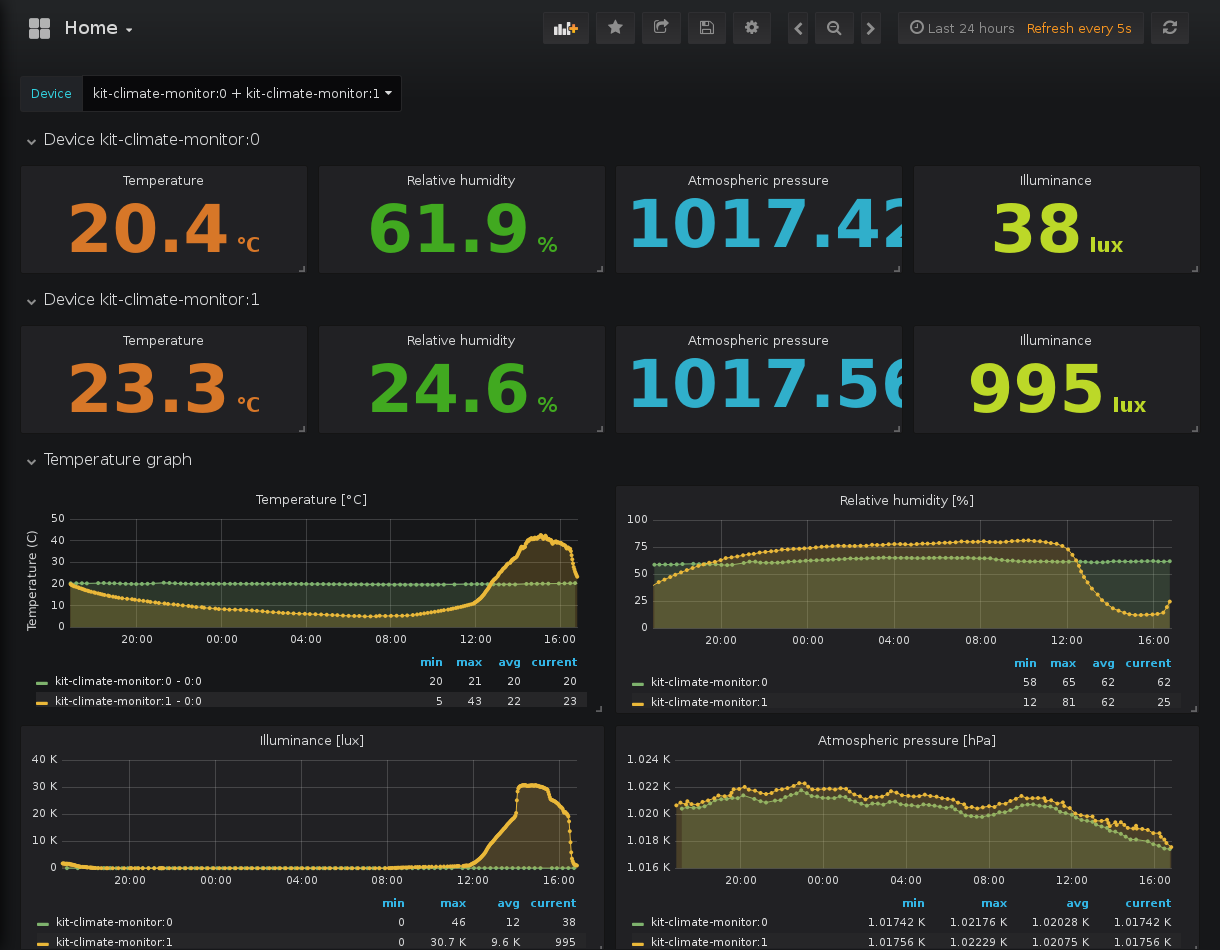 Home
Last 24 hours Refresh every 5s
Device kit-climate-monitor:0 + kit-climate-monitor:1
Device kit-climate-monitor:0
Temperature Relative humidity Atmospheric pressure Illuminance
20.4 °C 61.9 % 1017.42 38 lux
Device kit-climate-monitor:1
Temperature Relative humidity Atmospheric pressure Illuminance
23.3 °C 24.6 % 1017.56 995 lux
Temperature graph
Temperature [°C]
Temperature (C)
50
40
30
20
10
0
20:00 00:00 04:00 08:00 12:00 16:00
min max avg current
kit-climate-monitor:0 - 0:0 20 21 20 20
kit-climate-monitor:1 - 0:0 5 43 22 23
Relative humidity [%]
100
75
50
25
0
20:00 00:00 04:00 08:00 12:00 16:00
min max avg current
kit-climate-monitor:0 58 65 62 62
kit-climate-monitor:1 12 81 62 25
Illuminance [lux]
40 K
30 K
20 K
10 K
0
20:00 00:00 04:00 08:00 12:00 16:00
min max avg current
kit-climate-monitor:0 0 46 12 38
kit-climate-monitor:1 0 30.7 K 9.6 K 995
Atmospheric pressure [hPa]
1.024 K
1.022 K
1.020 K
1.018 K
1.016 K
20:00 00:00 04:00 08:00 12:00 16:00
min max avg current
kit-climate-monitor:0 1.01742 K 1.02176 K 1.02028 K 1.01742 K
kit-climate-monitor:1 1.01756 K 1.02229 K 1.02075 K 1.01756 K